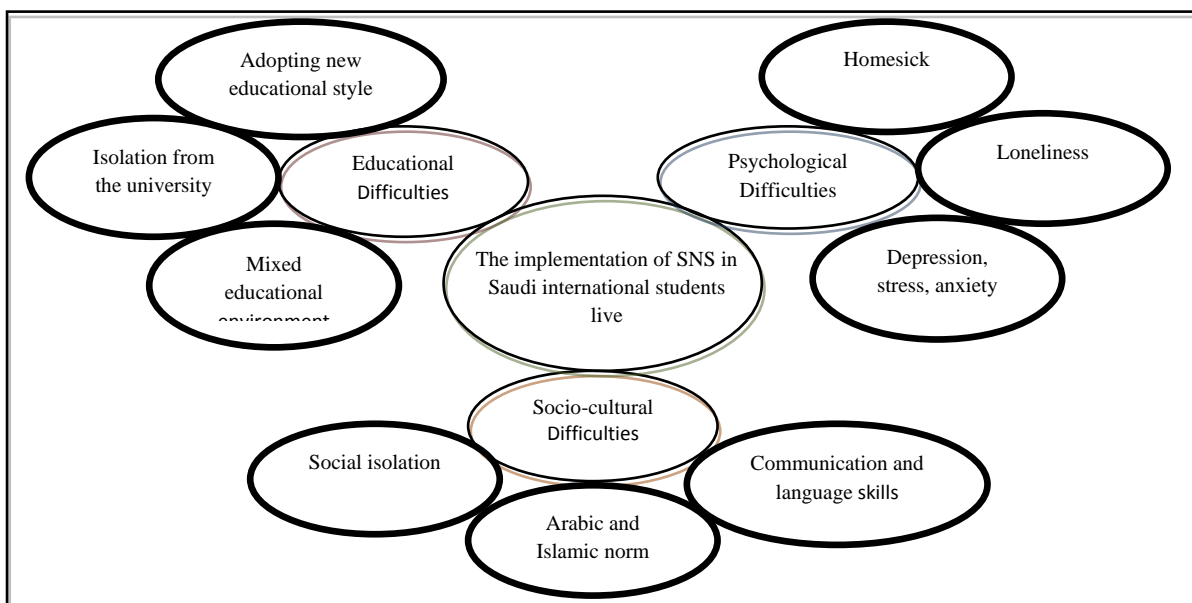 Adopting new
educational style
Isolation from
the university
Mixed
educational
environment
Educational
Difficulties
Homesick
Loneliness
Depression,
stress, anxiety
Psychological
Difficulties
The implementation of SNS in
Saudi international students
live
Socio-cultural
Difficulties
Social isolation
Arabic and
Islamic norm
Communication and
language skills